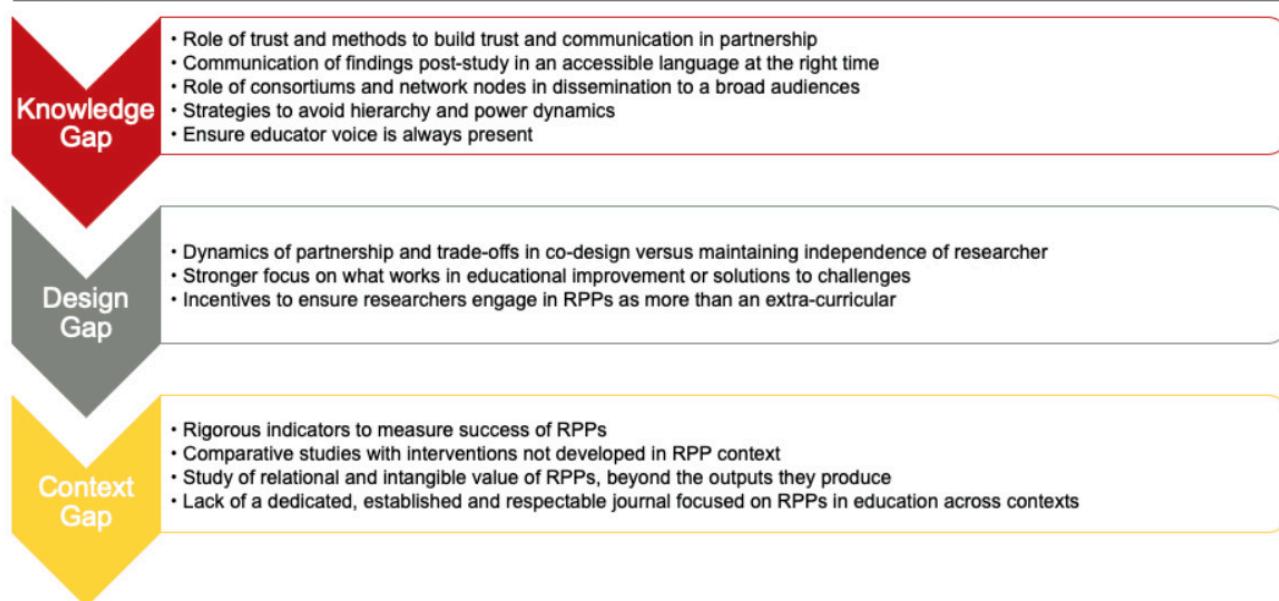 Knowledge
Gap
• Role of trust and methods to build trust and communication in partnership
• Communication of findings post-study in an accessible language at the right time
• Role of consortiums and network nodes in dissemination to a broad audiences
• Strategies to avoid hierarchy and power dynamics
• Ensure educator voice is always present
Design
Gap
• Dynamics of partnership and trade-offs in co-design versus maintaining independence of researcher
• Stronger focus on what works in educational improvement or solutions to challenges
• Incentives to ensure researchers engage in RPPs as more than an extra-curricular
Context
Gap
• Rigorous indicators to measure success of RPPs
• Comparative studies with interventions not developed in RPP context
• Study of relational and intangible value of RPPs, beyond the outputs they produce
• Lack of a dedicated, established and respectable journal focused on RPPs in education across contexts